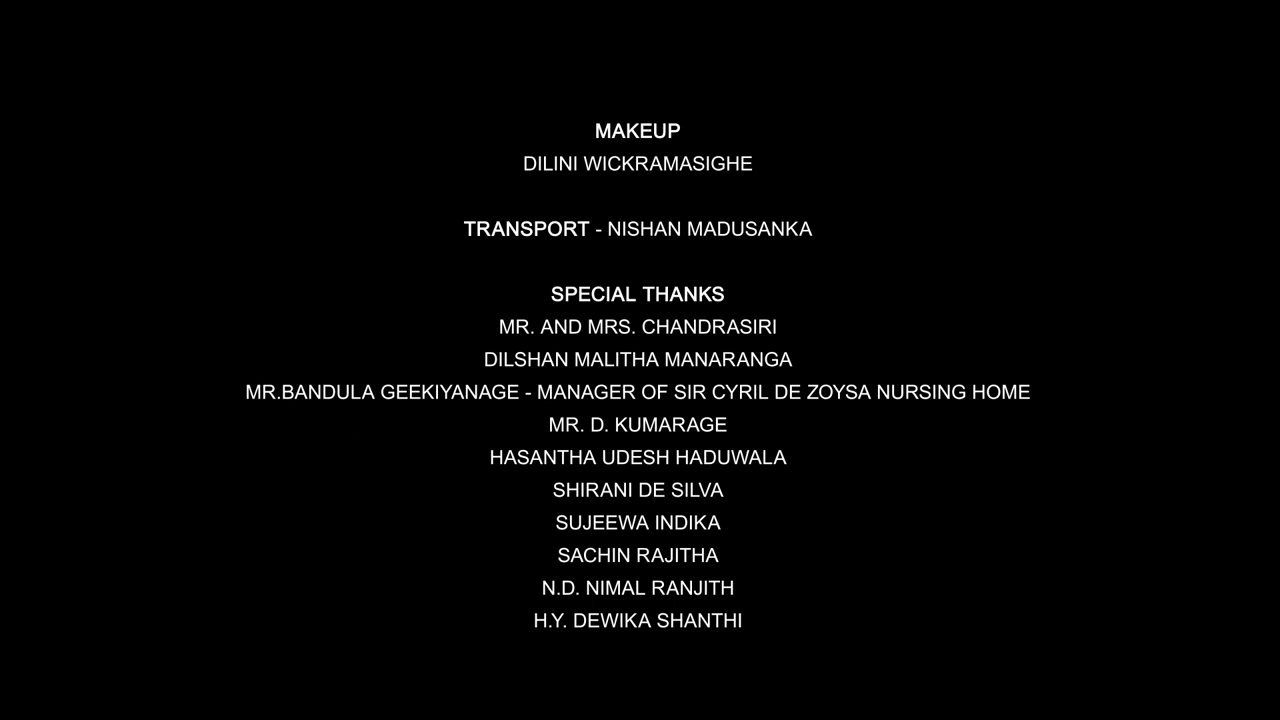 MAKEUP
DILINI WICKRAMASIGHE
TRANSPORT - NISHAN MADUSANKA
SPECIAL THANKS
MR. AND MRS. CHANDRASIRI
DILSHAN MALITHA MANARANGA
MR.BANDULA GEEKIYANAGE - MANAGER OF SIR CYRIL DE ZOYSA NURSING HOME
MR. D. KUMARAGE
HASANTHA UDESH HADUWALA
SHIRANI DE SILVA
SUJEEWA INDIKA
SACHIN RAJITHA
N.D. NIMAL RANJITH
H.Y. DEWIKA SHANTHI